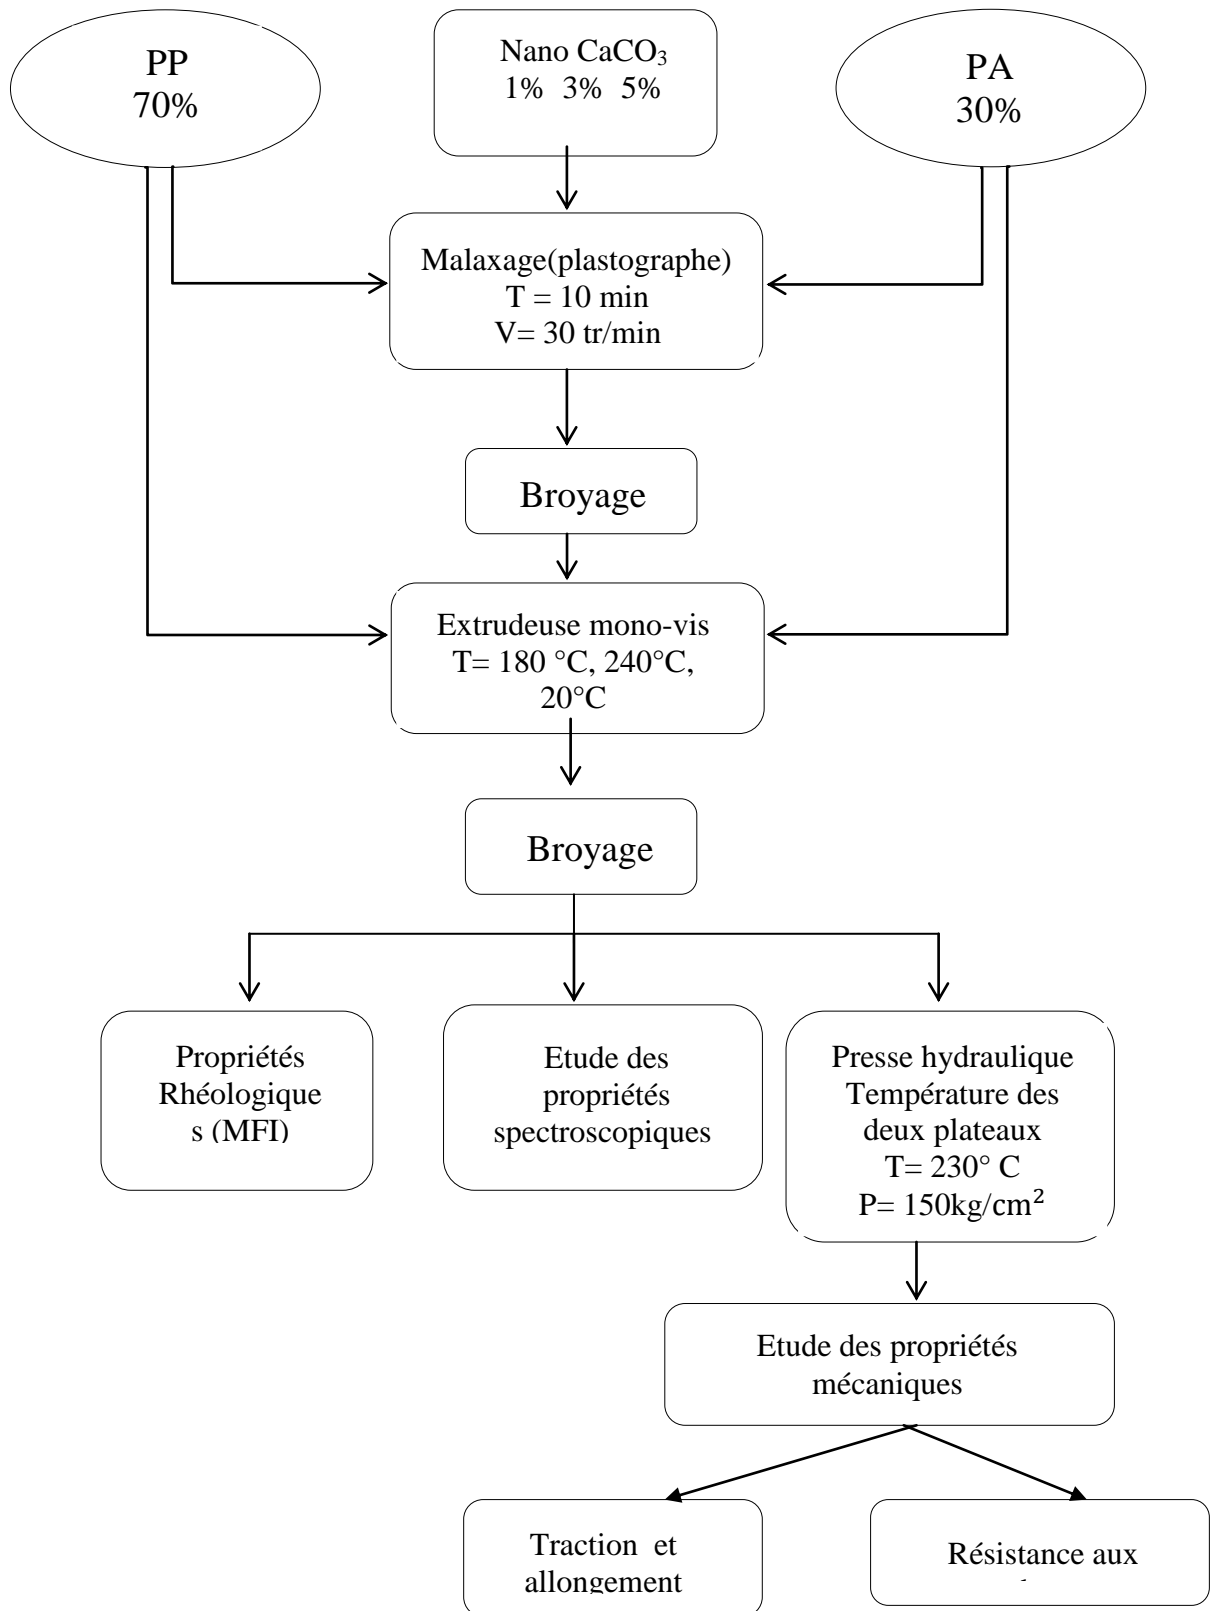 PP
70%
Nano CaCO₃
1% 3% 5%
PA
30%
Malaxage(plastographe)
T = 10 min
V= 30 tr/min
Broyage
Extrudeuse mono-vis
T= 180 °C, 240°C,
20°C
Broyage
Propriétés
Rhéologique
s (MFI)
Etude des
propriétés
spectroscopiques
Presse hydraulique
Température des
deux plateaux
T= 230° C
P= 150kg/cm²
Etude des propriétés
mécaniques
Traction et
allongement
Résistance aux